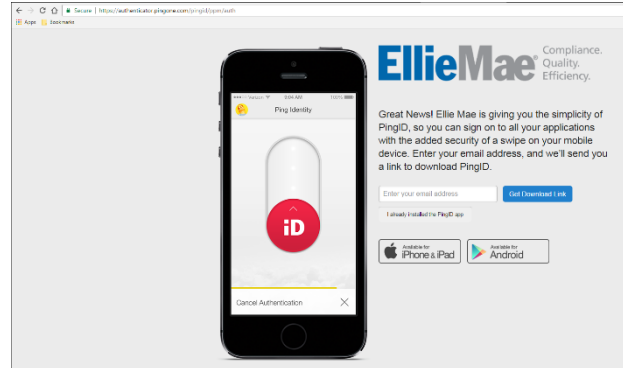 Secure | https://authenticator.pingone.com/pingid/ppm/auth
Apps Bookmarks
EllieMae
Compliance.
Quality.
Efficiency.
Verizon 100%
Ping Identity
iD
Cancel Authentication
Great News! Ellie Mae is giving you the simplicity of
PingID, so you can sign on to all your applications
with the added security of a swipe on your mobile
device. Enter your email address, and we'll send you
a link to download PingID.
Enter your email address Get Download Link
I already installed the PingID app
Available for
iPhone & iPad
Available for
Android